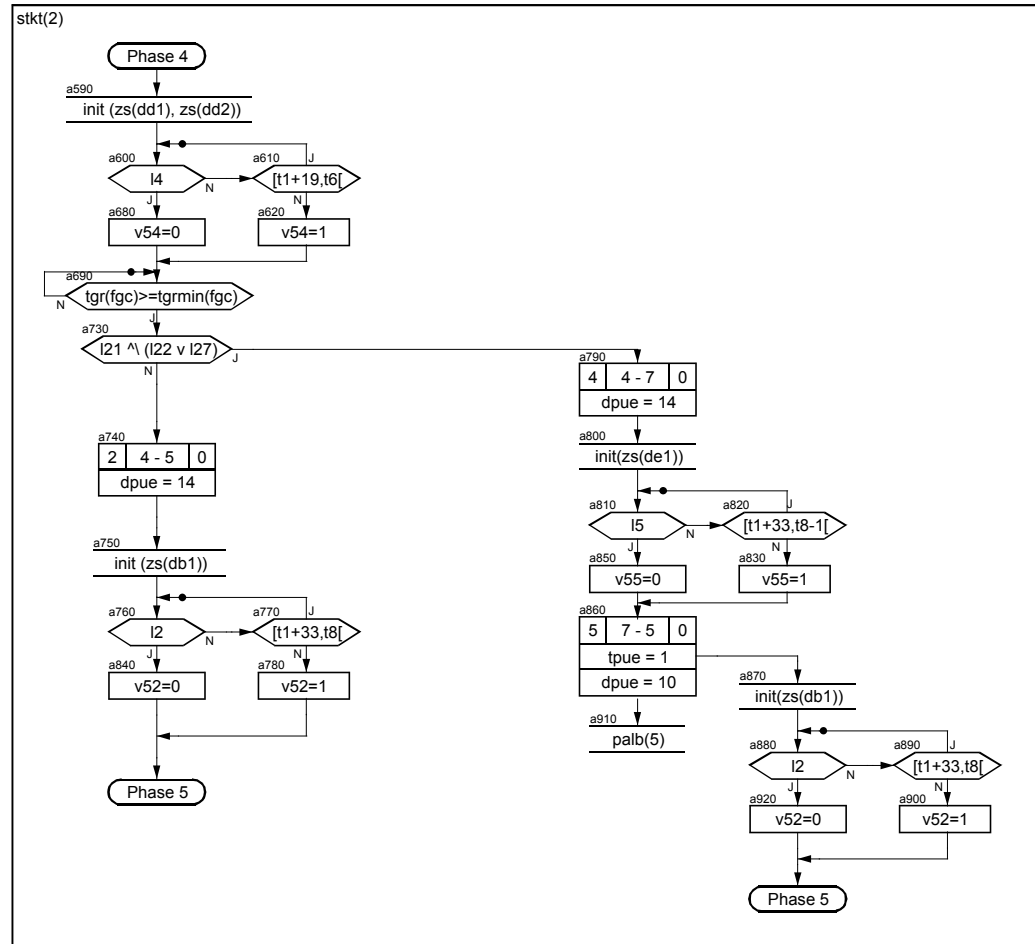 stkt(2)
Phase 4
a590
init (zs(dd1), zs(dd2))
a600
l4
J
N
a610
[t1+19,t6[
J
N
a680
v54=0
a620
v54=1
a690
tgr(fgc)>=tgrmin(fgc)
N
J
a730
l21 ^\ (l22 v l27)
J
N
a740
2 4 - 5 0
dpue = 14
a750
init (zs(db1))
a760
l2
J
N
a770
[t1+33,t8[
J
N
a840
v52=0
a780
v52=1
Phase 5
a790
4 4 - 7 0
dpue = 14
a800
init(zs(de1))
a810
l5
J
N
a820
[t1+33,t8-1[
J
N
a850
v55=0
a830
v55=1
a860
5 7 - 5 0
tpue = 1
dpue = 10
a910
palb(5)
a870
init(zs(db1))
a880
l2
J
N
a890
[t1+33,t8[
J
N
a920
v52=0
a900
v52=1
Phase 5